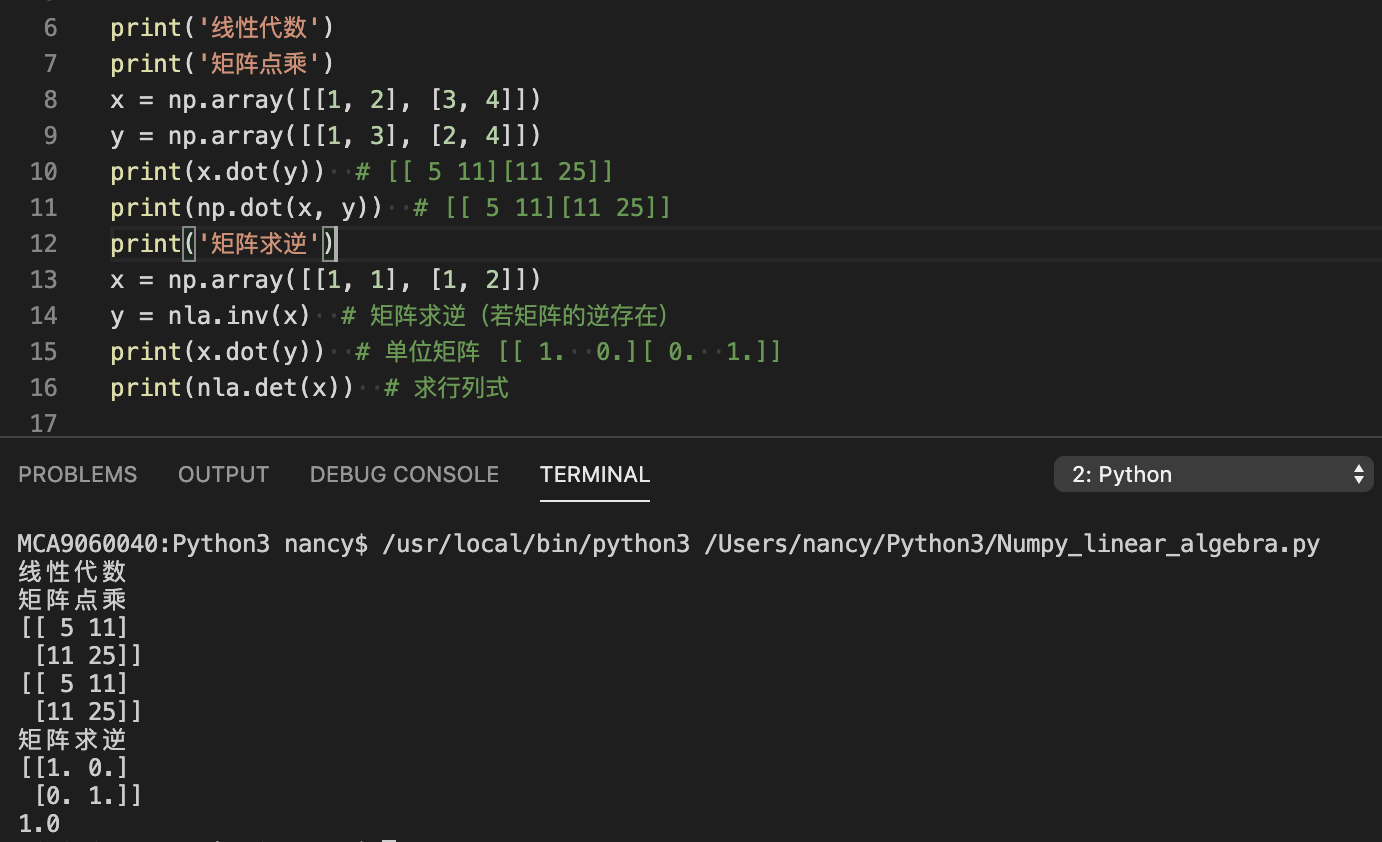 6 print('线性代数')
7 print('矩阵点乘')
8 x = np.array([[1, 2], [3, 4]])
9 y = np.array([[1, 3], [2, 4]])
10 print(x.dot(y))  # [[ 5 11][11 25]]
11 print(np.dot(x, y))  # [[ 5 11][11 25]]
12 print('矩阵求逆')
13 x = np.array([[1, 1], [1, 2]])
14 y = nla.inv(x)  # 矩阵求逆（若矩阵的逆存在）
15 print(x.dot(y))  # 单位矩阵 [[ 1.  0.][ 0.  1.]]
16 print(nla.det(x))  # 求行列式
17
PROBLEMS OUTPUT DEBUG CONSOLE TERMINAL 2: Python
MCA9060040:Python3 nancy$ /usr/local/bin/python3 /Users/nancy/Python3/Numpy_linear_algebra.py
线性代数
矩阵点乘
[[ 5 11]
 [11 25]]
[[ 5 11]
 [11 25]]
矩阵求逆
[[1. 0.]
 [0. 1.]]
1.0